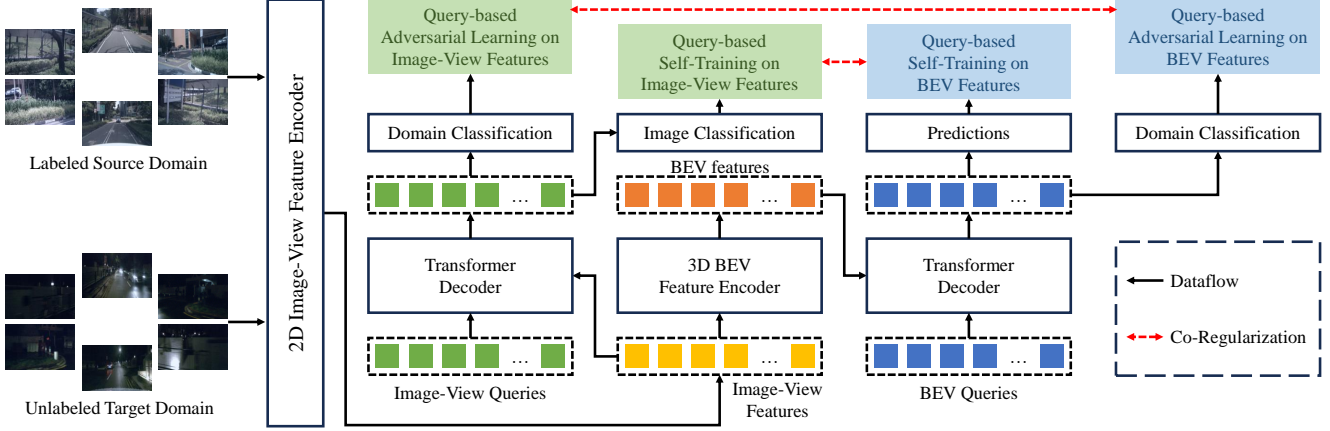 Query-based
Adversarial Learning on
Image-View Features
Query-based
Self-Training on
Image-View Features
Query-based
Self-Training on
BEV Features
Query-based
Adversarial Learning on
BEV Features
Labeled Source Domain
Unlabeled Target Domain
2D Image-View Feature Encoder
Domain Classification
Image Classification
Predictions
Domain Classification
BEV features
...
...
...
Transformer
Decoder
3D BEV
Feature Encoder
Transformer
Decoder
...
...
...
Image-View Queries
Image-View
Features
BEV Queries
Dataflow
Co-Regularization